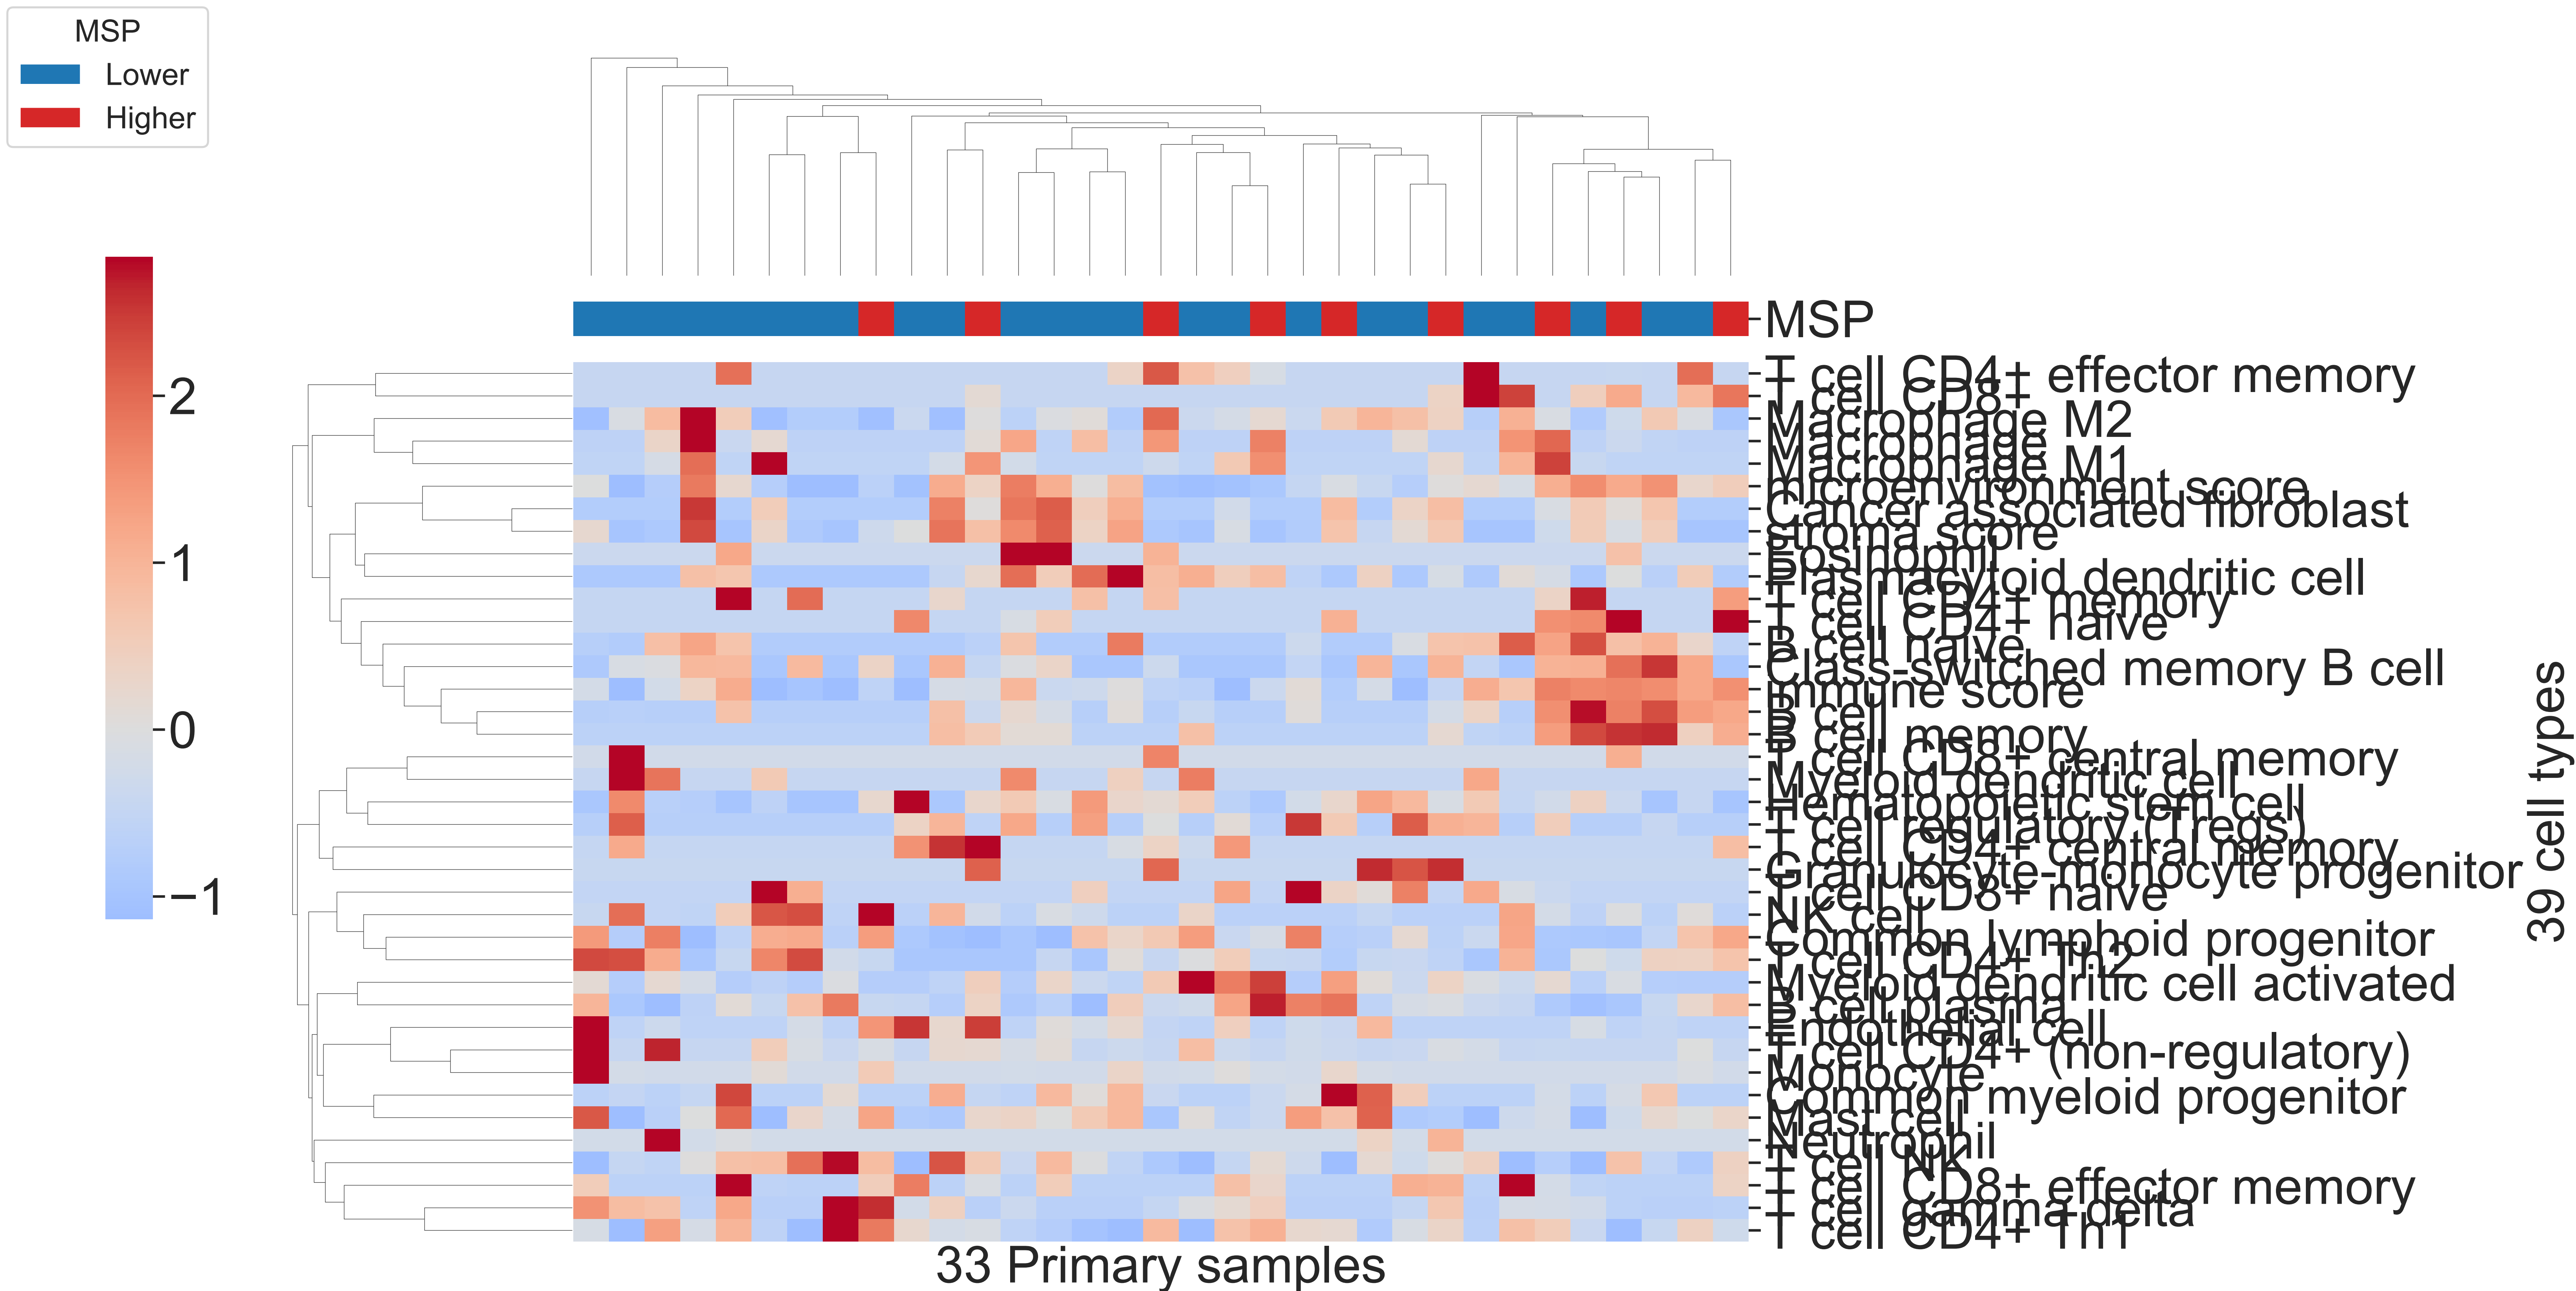 MSP
Lower
Higher
2
1
0
−1
MSP
T cell CD4+ effector memory
T cell CD8+
Macrophage M2
Macrophage
Macrophage M1
microenvironment score
Cancer associated fibroblast
stroma score
Eosinophil
Plasmacytoid dendritic cell
T cell CD4+ memory
T cell CD4+ naive
B cell naive
Class-switched memory B cell
immune score
B cell
B cell memory
T cell CD8+ central memory
Myeloid dendritic cell
Hematopoietic stem cell
T cell regulatory (Tregs)
T cell CD4+ central memory
Granulocyte-monocyte progenitor
T cell CD8+ naive
NK cell
Common lymphoid progenitor
T cell CD4+ Th2
Myeloid dendritic cell activated
B cell plasma
Endothelial cell
T cell CD4+ (non-regulatory)
Monocyte
Common myeloid progenitor
Mast cell
Neutrophil
T cell NK
T cell CD8+ effector memory
T cell gamma delta
T cell CD4+ Th1
39 cell types
33 Primary samples